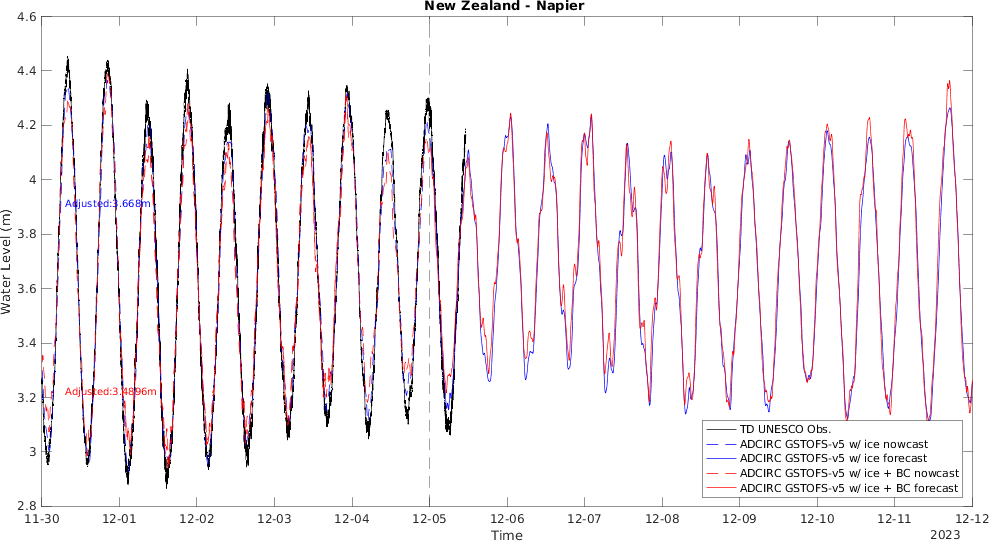 New Zealand - Napier
4.6
4.4
4.2
4
3.8
3.6
3.4
3.2
3
2.8
Water Level (m)
Adjusted:3.668m
Adjusted:3.4896m
TD UNESCO Obs.
ADCIRC GSTOFS-v5 w/ ice nowcast
ADCIRC GSTOFS-v5 w/ ice forecast
ADCIRC GSTOFS-v5 w/ ice + BC nowcast
ADCIRC GSTOFS-v5 w/ ice + BC forecast
11-30 12-01 12-02 12-03 12-04 12-05 12-06 12-07 12-08 12-09 12-10 12-11 12-12
Time
2023